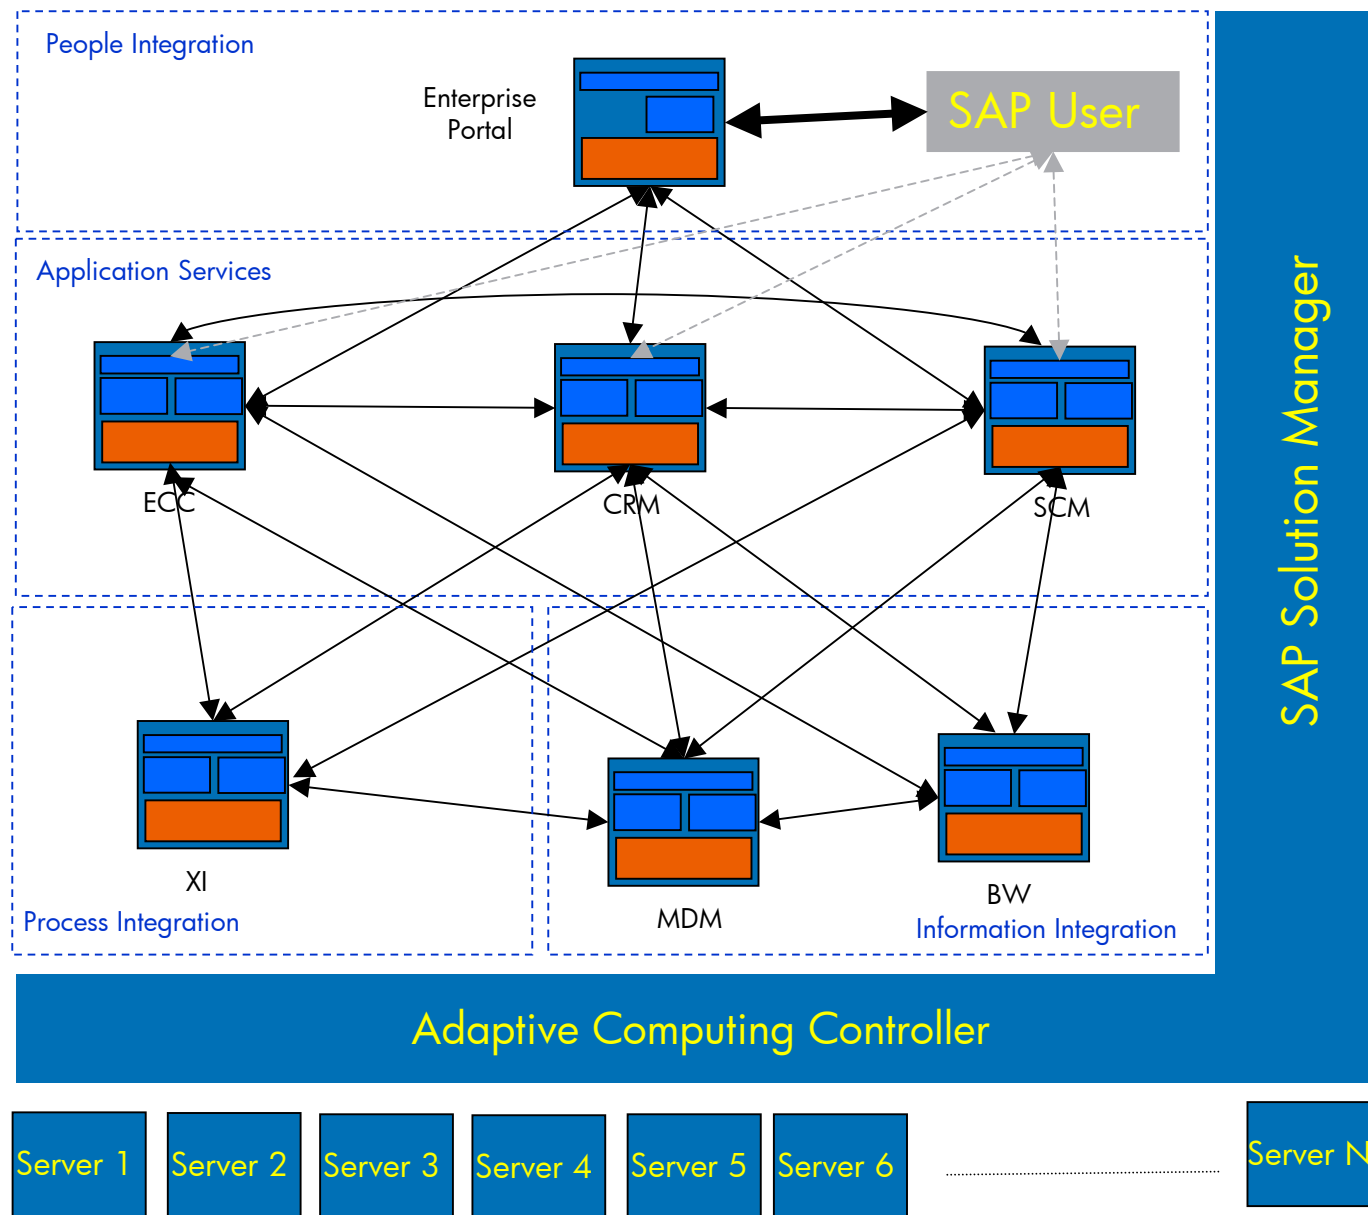 People Integration
Enterprise
Portal
SAP User
Application Services
ECC
CRM
SCM
XI
MDM
BW
Process Integration
Information Integration
SAP Solution Manager
Adaptive Computing Controller
Server 1
Server 2
Server 3
Server 4
Server 5
Server 6
Server N